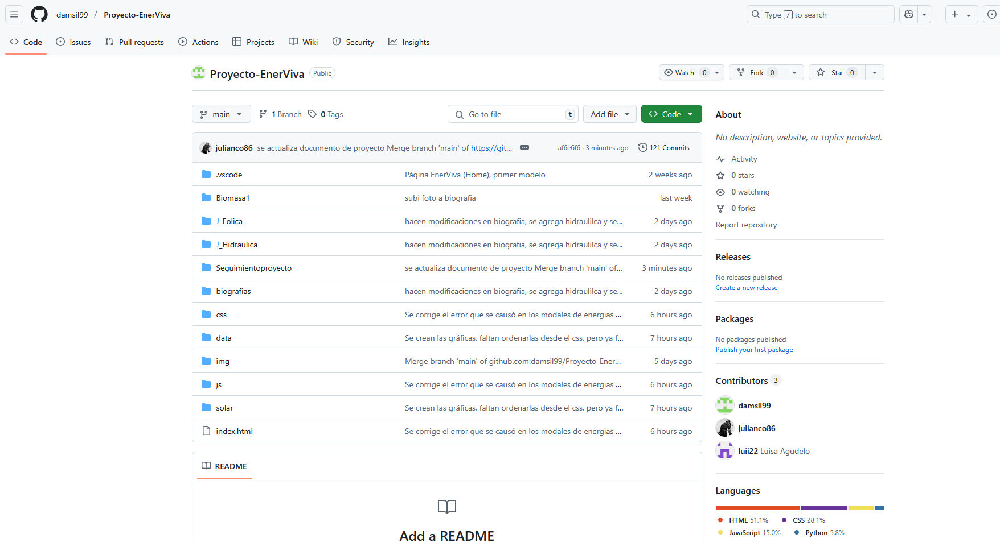 damsil99 / Proyecto-EnerViva
Type / to search
Code Issues Pull requests Actions Projects Wiki Security Insights
Proyecto-EnerViva Public
Watch 0 Fork 0 Star 0
main 1 Branch 0 Tags
Go to file t Add file Code
julianco86 se actualiza documento de proyecto Merge branch 'main' of https://git... af6e6f6 · 3 minutes ago 121 Commits
.vscode Página EnerViva (Home), primer modelo 2 weeks ago
Biomasa1 subi foto a biografia last week
J_Eolica hacen modificaciones en biografia, se agrega hidraulilca y se... 2 days ago
J_Hidraulica hacen modificaciones en biografia, se agrega hidraulilca y se... 2 days ago
Seguimientoproyecto se actualiza documento de proyecto Merge branch 'main' of... 3 minutes ago
biografias hacen modificaciones en biografia, se agrega hidraulilca y se... 2 days ago
css Se corrige el error que se causó en los modales de energias ... 6 hours ago
data Se crean las gráficas, faltan ordenarlas desde el css, pero ya f... 7 hours ago
img Merge branch 'main' of github.com:damsil99/Proyecto-Ener... 5 days ago
js Se corrige el error que se causó en los modales de energias ... 6 hours ago
solar Se crean las gráficas, faltan ordenarlas desde el css, pero ya f... 7 hours ago
index.html Se corrige el error que se causó en los modales de energias ... 6 hours ago
README
Add a README
About
No description, website, or topics provided.
Activity
0 stars
0 watching
0 forks
Report repository
Releases
No releases published
Create a new release
Packages
No packages published
Publish your first package
Contributors 3
damsil99
julianco86
luii22 Luisa Agudelo
Languages
HTML 51.1% CSS 28.1%
JavaScript 15.0% Python 5.8%